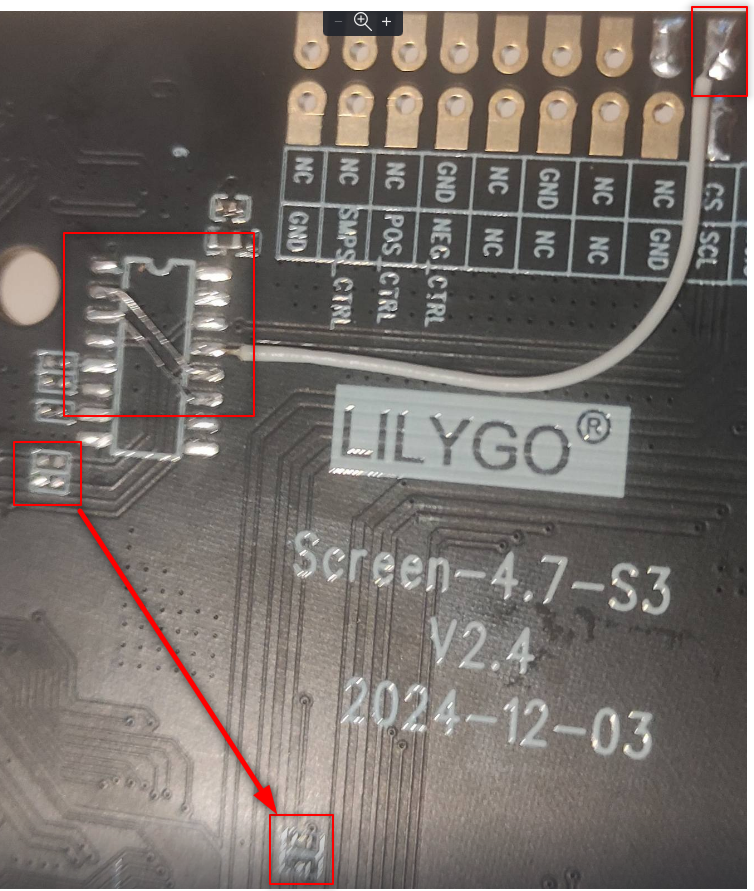 NC NC NC GND NC GND NC NC CS
GND SMPS_CTRL POS_CTRL NEG_CTRL NC NC NC GND SCL
LILYGO®
Screen-4.7-S3
V2.4
2024-12-03